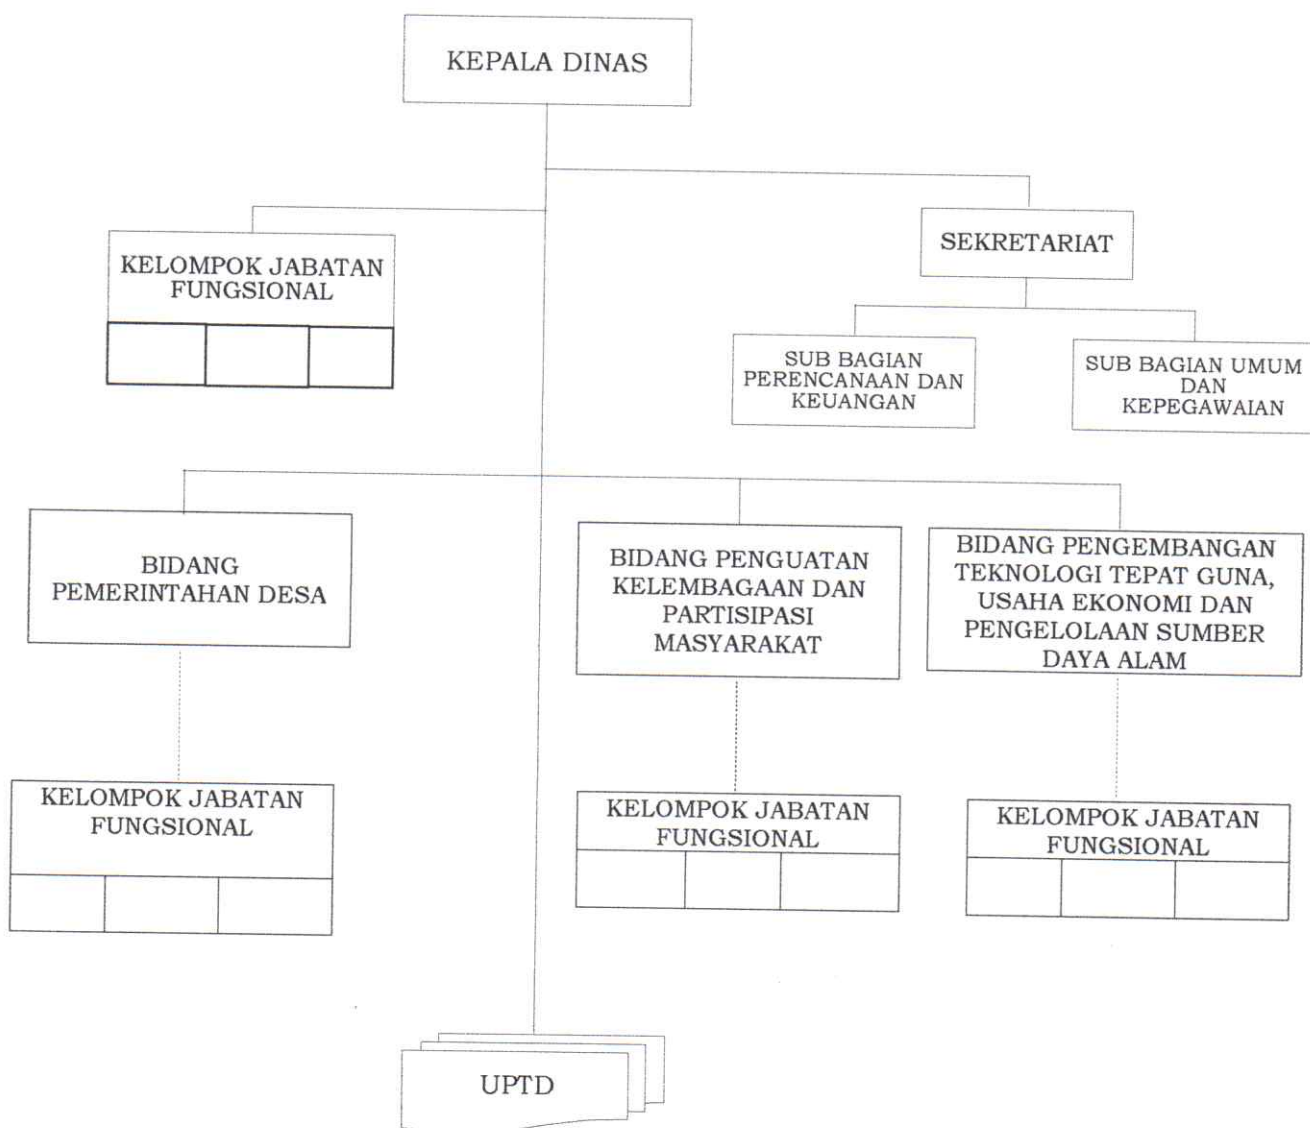 KEPALA DINAS
SEKRETARIAT
KELOMPOK JABATAN
FUNGSIONAL
SUB BAGIAN
PERENCANAAN DAN
KEUANGAN
SUB BAGIAN UMUM
DAN
KEPEGAWAIAN
BIDANG
PEMERINTAHAN DESA
BIDANG PENGUATAN
KELEMBAGAAN DAN
PARTISIPASI
MASYARAKAT
BIDANG PENGEMBANGAN
TEKNOLOGI TEPAT GUNA,
USAHA EKONOMI DAN
PENGELOLAAN SUMBER
DAYA ALAM
KELOMPOK JABATAN
FUNGSIONAL
KELOMPOK JABATAN
FUNGSIONAL
KELOMPOK JABATAN
FUNGSIONAL
UPTD